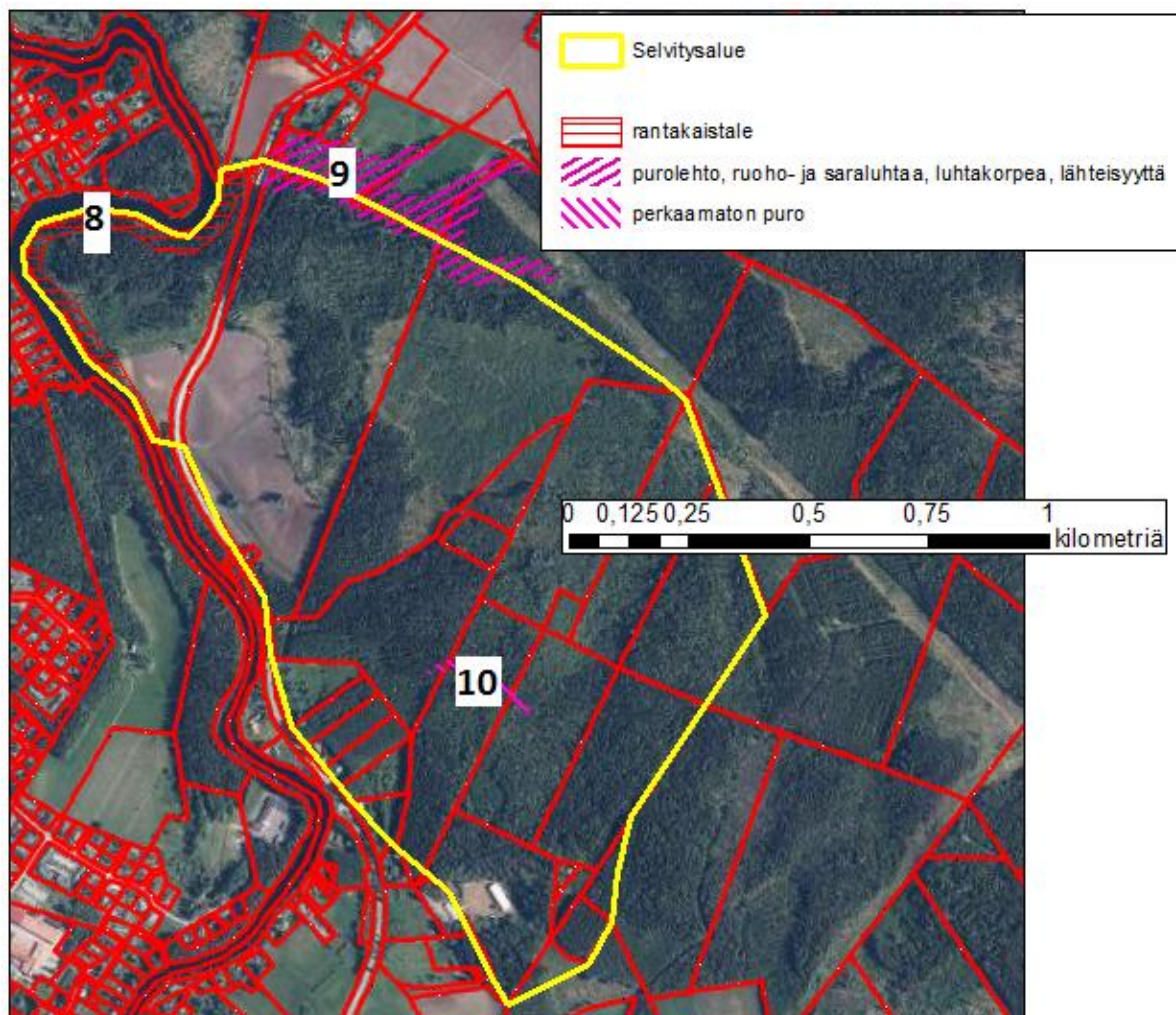 Selvitysalue
rantakaistale
purolehto, ruoho- ja saraluhtaa, luhtakorpea, lähteisyyttä
perkaamaton puro
9
8
0 0,125 0,25 0,5 0,75 1
kilometriä
10